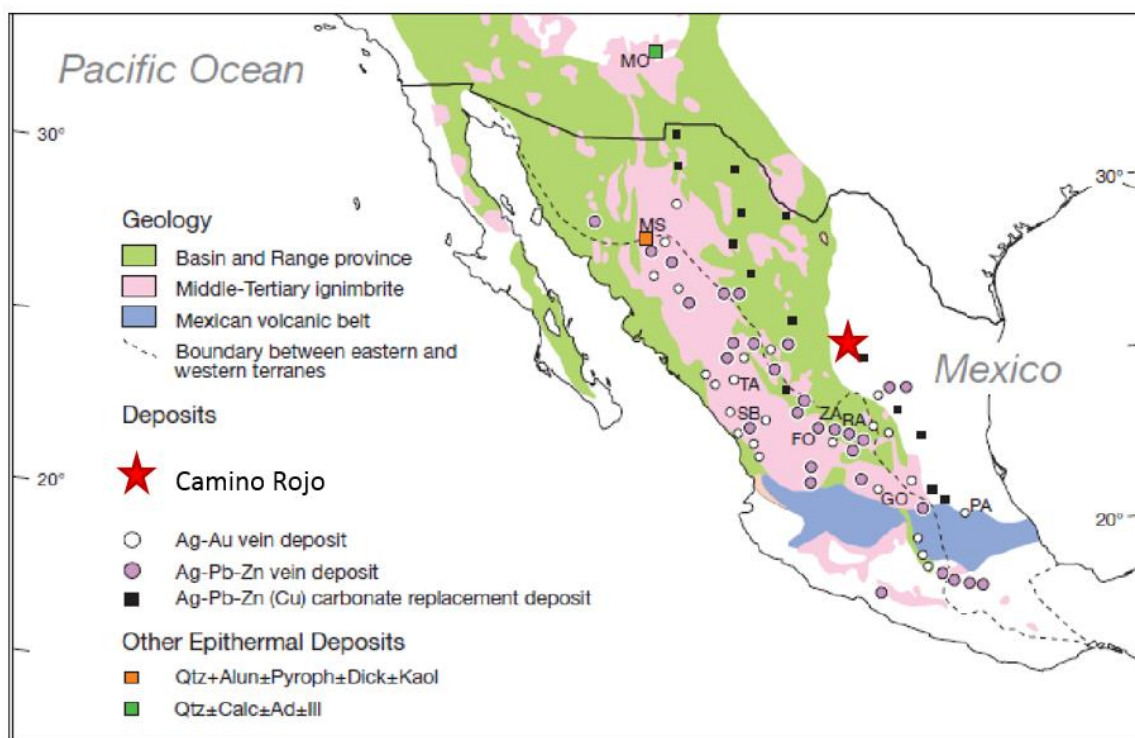 Pacific Ocean
MO
30°
30°
Geology
Basin and Range province
Middle-Tertiary ignimbrite
Mexican volcanic belt
Boundary between eastern and
western terranes
MS
Mexico
Deposits
TA
SB
ZA
RA
FO
Camino Rojo
20°
GO
PA
20°
Ag-Au vein deposit
Ag-Pb-Zn vein deposit
Ag-Pb-Zn (Cu) carbonate replacement deposit
Other Epithermal Deposits
Qtz+Alun±Pyroph±Dick±Kaol
Qtz±Calc±Ad±Ill